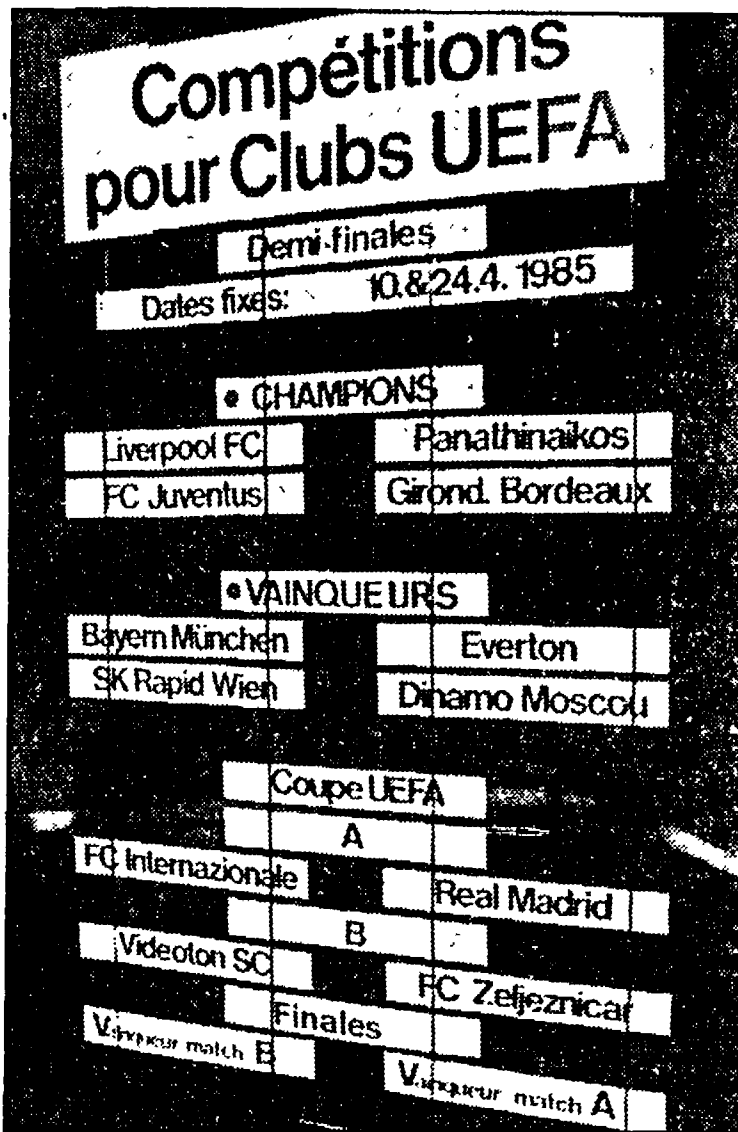 Compétitions
pour Clubs UEFA
Demi-finales
Dates fixes: 10.&24.4. 1985
• CHAMPIONS
Liverpool FC Panathinaïkos
FC Juventus Girond. Bordeaux
• VAINQUEURS
Bayern München Everton
SK Rapid Wien Dinamo Moscou
Coupe UEFA
A
FC Internazionale Real Madrid
B
Videoton SC FC Zeljeznicar
Finales
Vainqueur match B Vainqueur match A